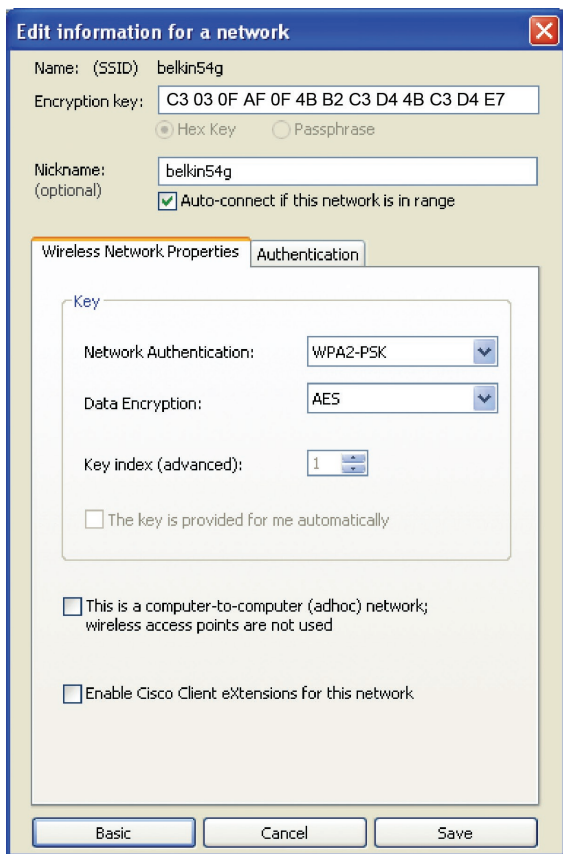 Edit information for a network
Name: (SSID) belkin54g
Encryption key: C3 03 0F AF 0F 4B B2 C3 D4 4B C3 D4 E7
Hex Key Passphrase
Nickname: belkin54g
(optional)
Auto-connect if this network is in range
Wireless Network Properties Authentication
Key
Network Authentication: WPA2-PSK
Data Encryption: AES
Key index (advanced): 1
The key is provided for me automatically
This is a computer-to-computer (adhoc) network;
wireless access points are not used
Enable Cisco Client eXtensions for this network
Basic Cancel Save